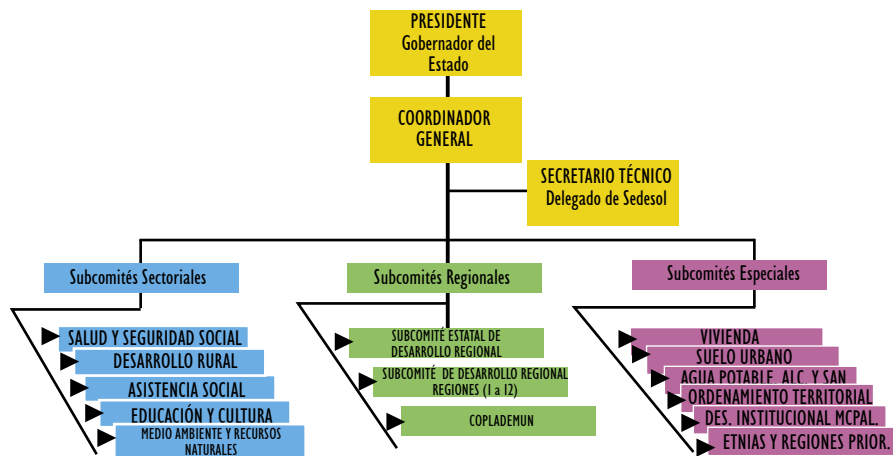 PRESIDENTE
Gobernador del
Estado
COORDINADOR
GENERAL
SECRETARIO TÉCNICO
Delegado de Sedesol
Subcomités Sectoriales
SALUD Y SEGURIDAD SOCIAL
DESARROLLO RURAL
ASISTENCIA SOCIAL
EDUCACIÓN Y CULTURA
MEDIO AMBIENTE Y RECURSOS
NATURALES
Subcomités Regionales
SUBCOMITÉ ESTATAL DE
DESARROLLO REGIONAL
SUBCOMITÉ DE DESARROLLO REGIONAL
REGIONES (1 a 12)
COPLADEMUN
Subcomités Especiales
VIVIENDA
SUELO URBANO
AGUA POTABLE, ALC. Y SAN
ORDENAMIENTO TERRITORIAL
DES. INSTITUCIONAL MCPAL.
ETNIAS Y REGIONES PRIOR.